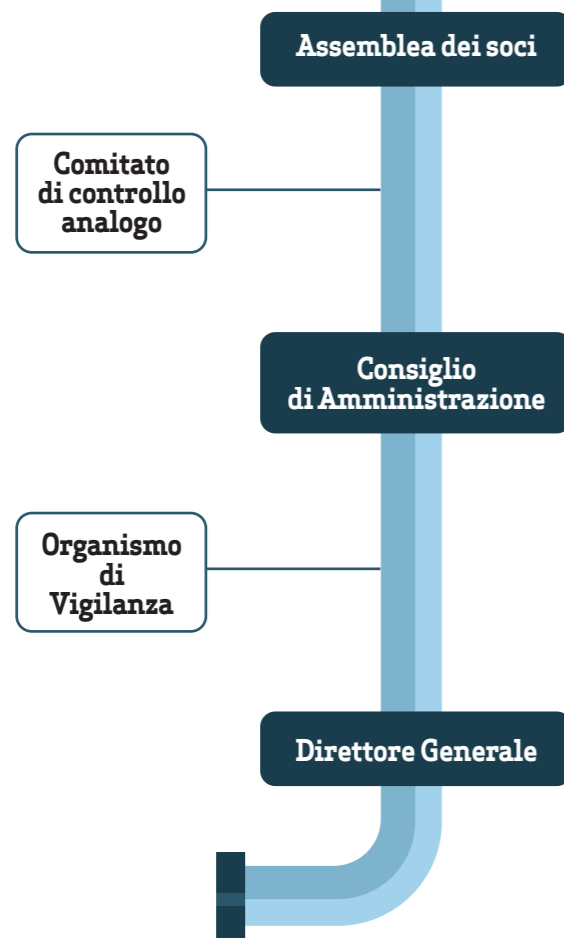 Assemblea dei soci
Comitato
di controllo
analogo
Consiglio
di Amministrazione
Organismo
di
Vigilanza
Direttore Generale